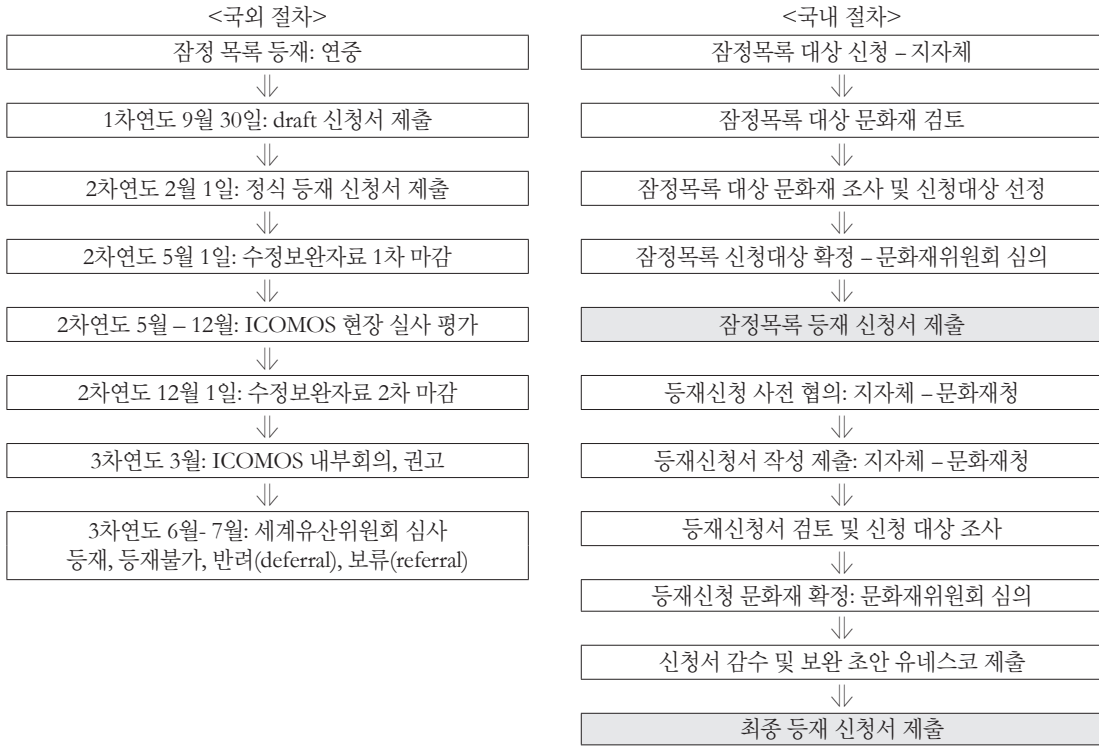 <국외 절차>
잠정 목록 등재: 연중
1차연도 9월 30일: draft 신청서 제출
2차연도 2월 1일: 정식 등재 신청서 제출
2차연도 5월 1일: 수정보완자료 1차 마감
2차연도 5월 – 12월: ICOMOS 현장 실사 평가
2차연도 12월 1일: 수정보완자료 2차 마감
3차연도 3월: ICOMOS 내부회의, 권고
3차연도 6월- 7월: 세계유산위원회 심사
등재, 등재불가, 반려(deferral), 보류(referral)
<국내 절차>
잠정목록 대상 신청 – 지자체
잠정목록 대상 문화재 검토
잠정목록 대상 문화재 조사 및 신청대상 선정
잠정목록 신청대상 확정 – 문화재위원회 심의
잠정목록 등재 신청서 제출
등재신청 사전 협의: 지자체 – 문화재청
등재신청서 작성 제출: 지자체 – 문화재청
등재신청서 검토 및 신청 대상 조사
등재신청 문화재 확정: 문화재위원회 심의
신청서 감수 및 보완 초안 유네스코 제출
최종 등재 신청서 제출